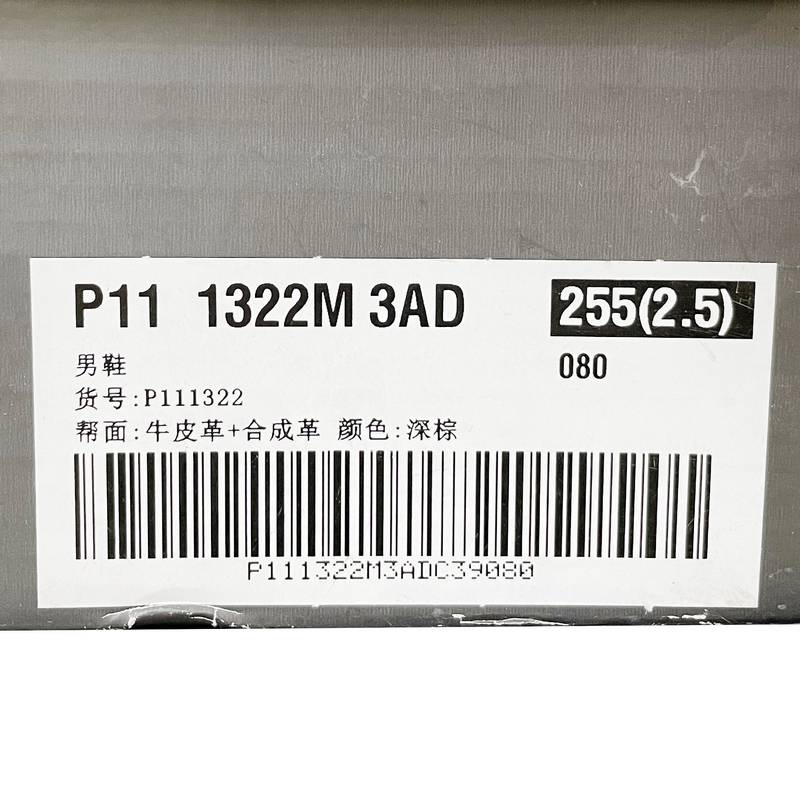 P11 1322M 3AD 255(2.5)
男鞋 080
货号:P111322
帮面:牛皮革+合成革 颜色:深棕
P111322M3ADC39080